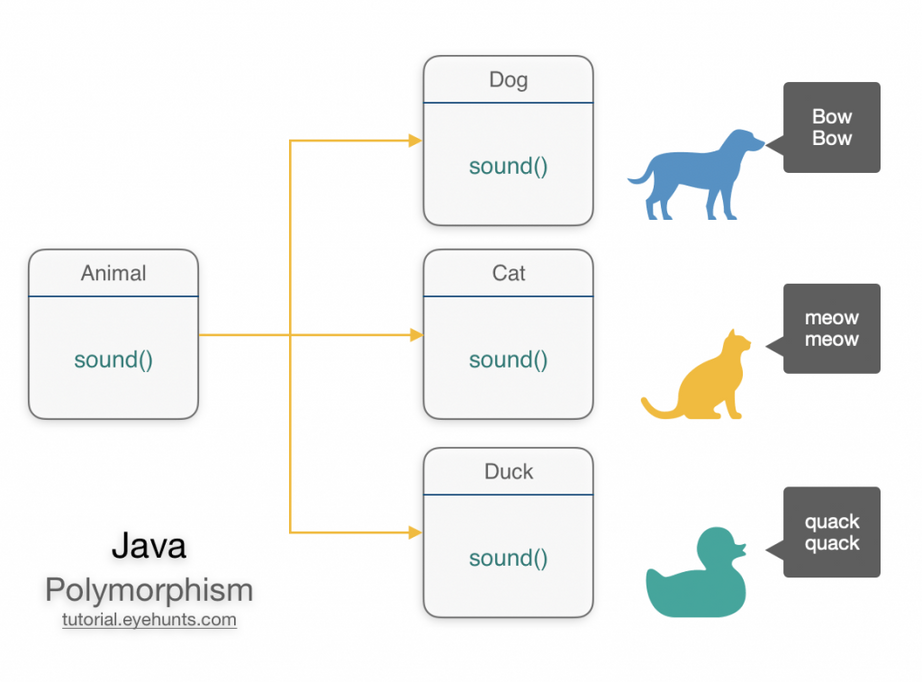 Dog
sound()
Bow
Bow
Animal
sound()
Cat
sound()
meow
meow
Duck
sound()
quack
quack
Java
Polymorphism
tutorial.eyehunts.com